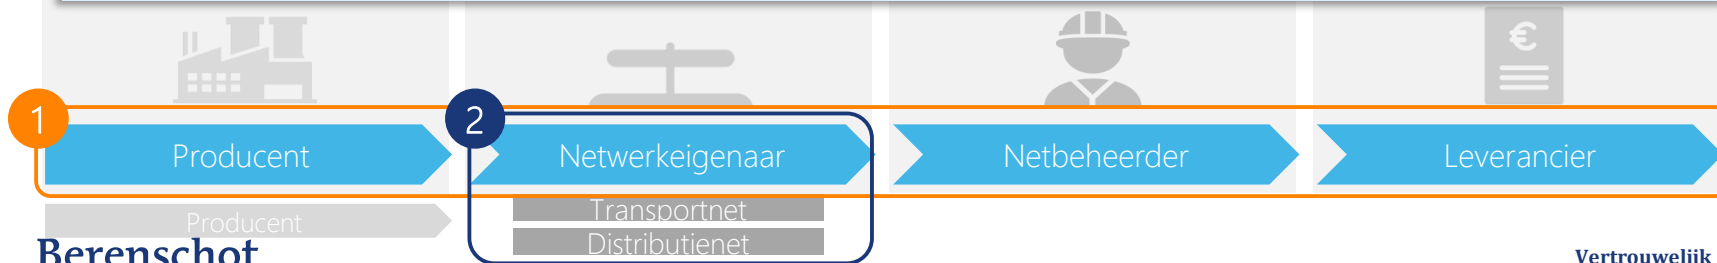 €
1
2
Producent
Netwerkeigenaar
Netbeheerder
Leverancier
Producent
Transportnet
Distributienet
Berenschot
Vertrouwelijk